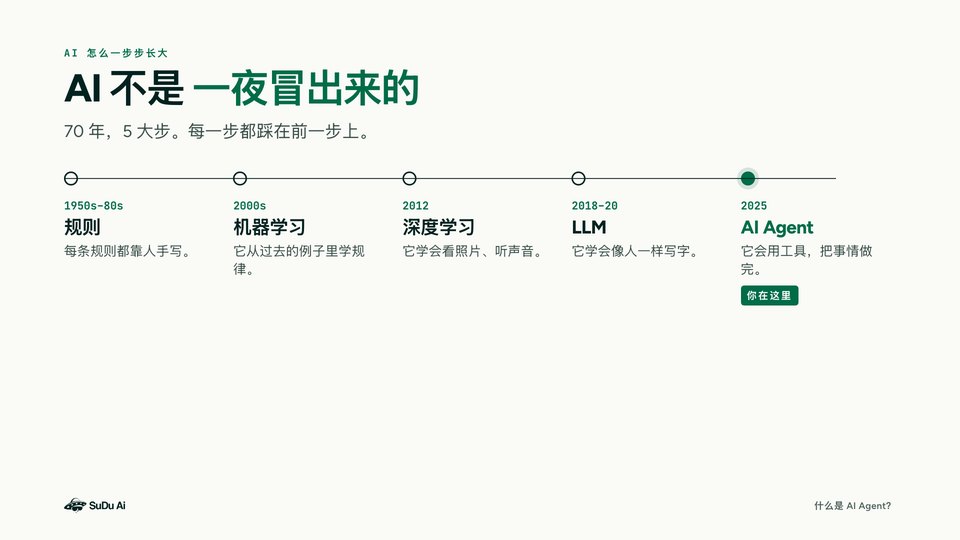 AI 怎么一步步长大
AI 不是 一夜冒出来的
70 年，5 大步。每一步都踩在前一步上。
1950s–80s
规则
每条规则都靠人手写。
2000s
机器学习
它从过去的例子里学规
律。
2012
深度学习
它学会看照片、听声音。
2018–20
LLM
它学会像人一样写字。
2025
AI Agent
它会用工具，把事情做
完。
你在这里
SuDu Ai
什么是 AI Agent?